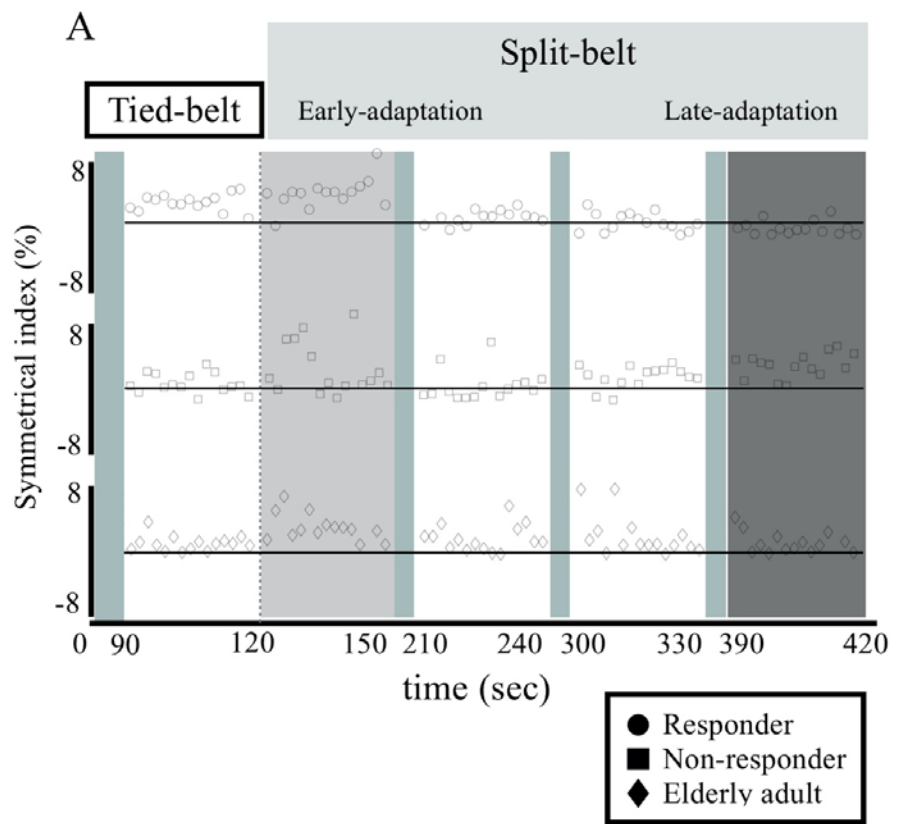 A
Split-belt
Tied-belt
Early-adaptation
Late-adaptation
Symmetrical index (%)
8
-8
8
-8
8
-8
0 90 120 150 210 240 300 330 390 420
time (sec)
Responder
Non-responder
Elderly adult